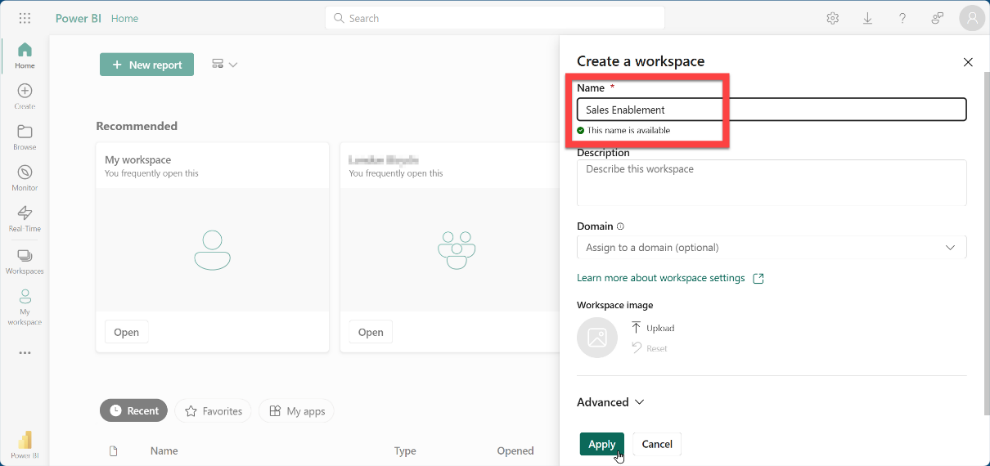 Power BI Home
Search
Home
Create
Browse
Monitor
Real-Time
Workspaces
My
workspace
Power BI
+ New report
Recommended
My workspace
You frequently open this
Open
You frequently open this
Open
Recent
Favorites
My apps
Name Type Opened
Create a workspace
Name *
Sales Enablement
This name is available
Description
Describe this workspace
Domain
Assign to a domain (optional)
Learn more about workspace settings
Workspace image
Upload
Reset
Advanced
Apply Cancel